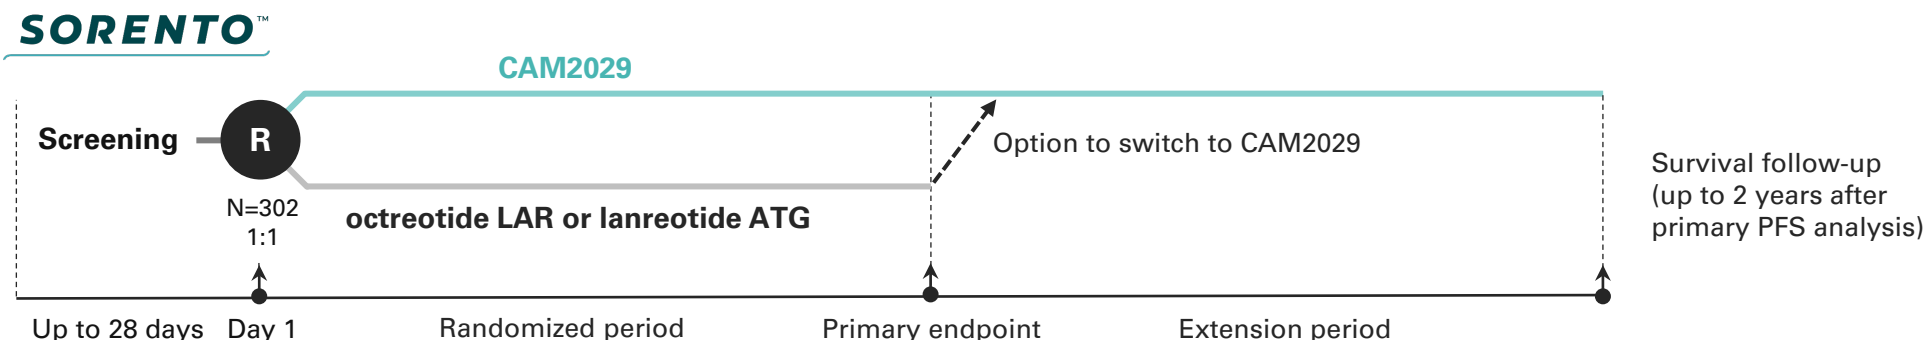 SORENTO™
CAM2029
Screening
R
Option to switch to CAM2029
N=302
1:1
octreotide LAR or lanreotide ATG
Survival follow-up
(up to 2 years after
primary PFS analysis)
Up to 28 days
Day 1
Randomized period
Primary endpoint
Extension period